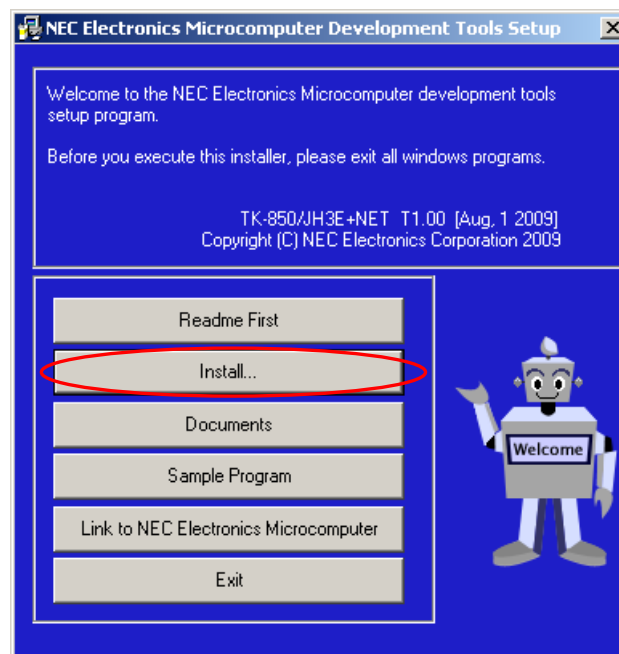 NEC Electronics Microcomputer Development Tools Setup
Welcome to the NEC Electronics Microcomputer development tools
setup program.
Before you execute this installer, please exit all windows programs.
TK-850/JH3E+NET T1.00 [Aug, 1 2009]
Copyright (C) NEC Electronics Corporation 2009
Readme First
Install...
Documents
Sample Program
Link to NEC Electronics Microcomputer
Exit
Welcome